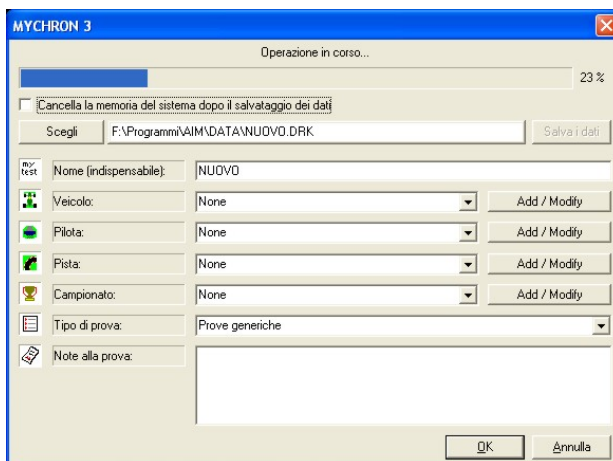 MYCHRON 3
Operazione in corso...
23 %
Cancella la memoria del sistema dopo il salvataggio dei dati
Scegli F:\Programmi\AIM\DATA\NUOVO.DRK Salva i dati
my test Nome (indispensabile): NUOVO
Veicolo: None Add / Modify
Pilota: None Add / Modify
Pista: None Add / Modify
Campionato: None Add / Modify
Tipo di prova: Prove generiche
Note alla prova:
OK Annulla